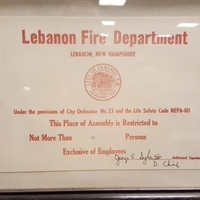 Lebanon Fire Department
LEBANON, NEW HAMPSHIRE
Under the provisions of City Ordinance No 23 and the Life Safety Code NFPA-101
This Place of Assembly is Restricted to
Not More Than Persons
Exclusive of Employees
Authorized